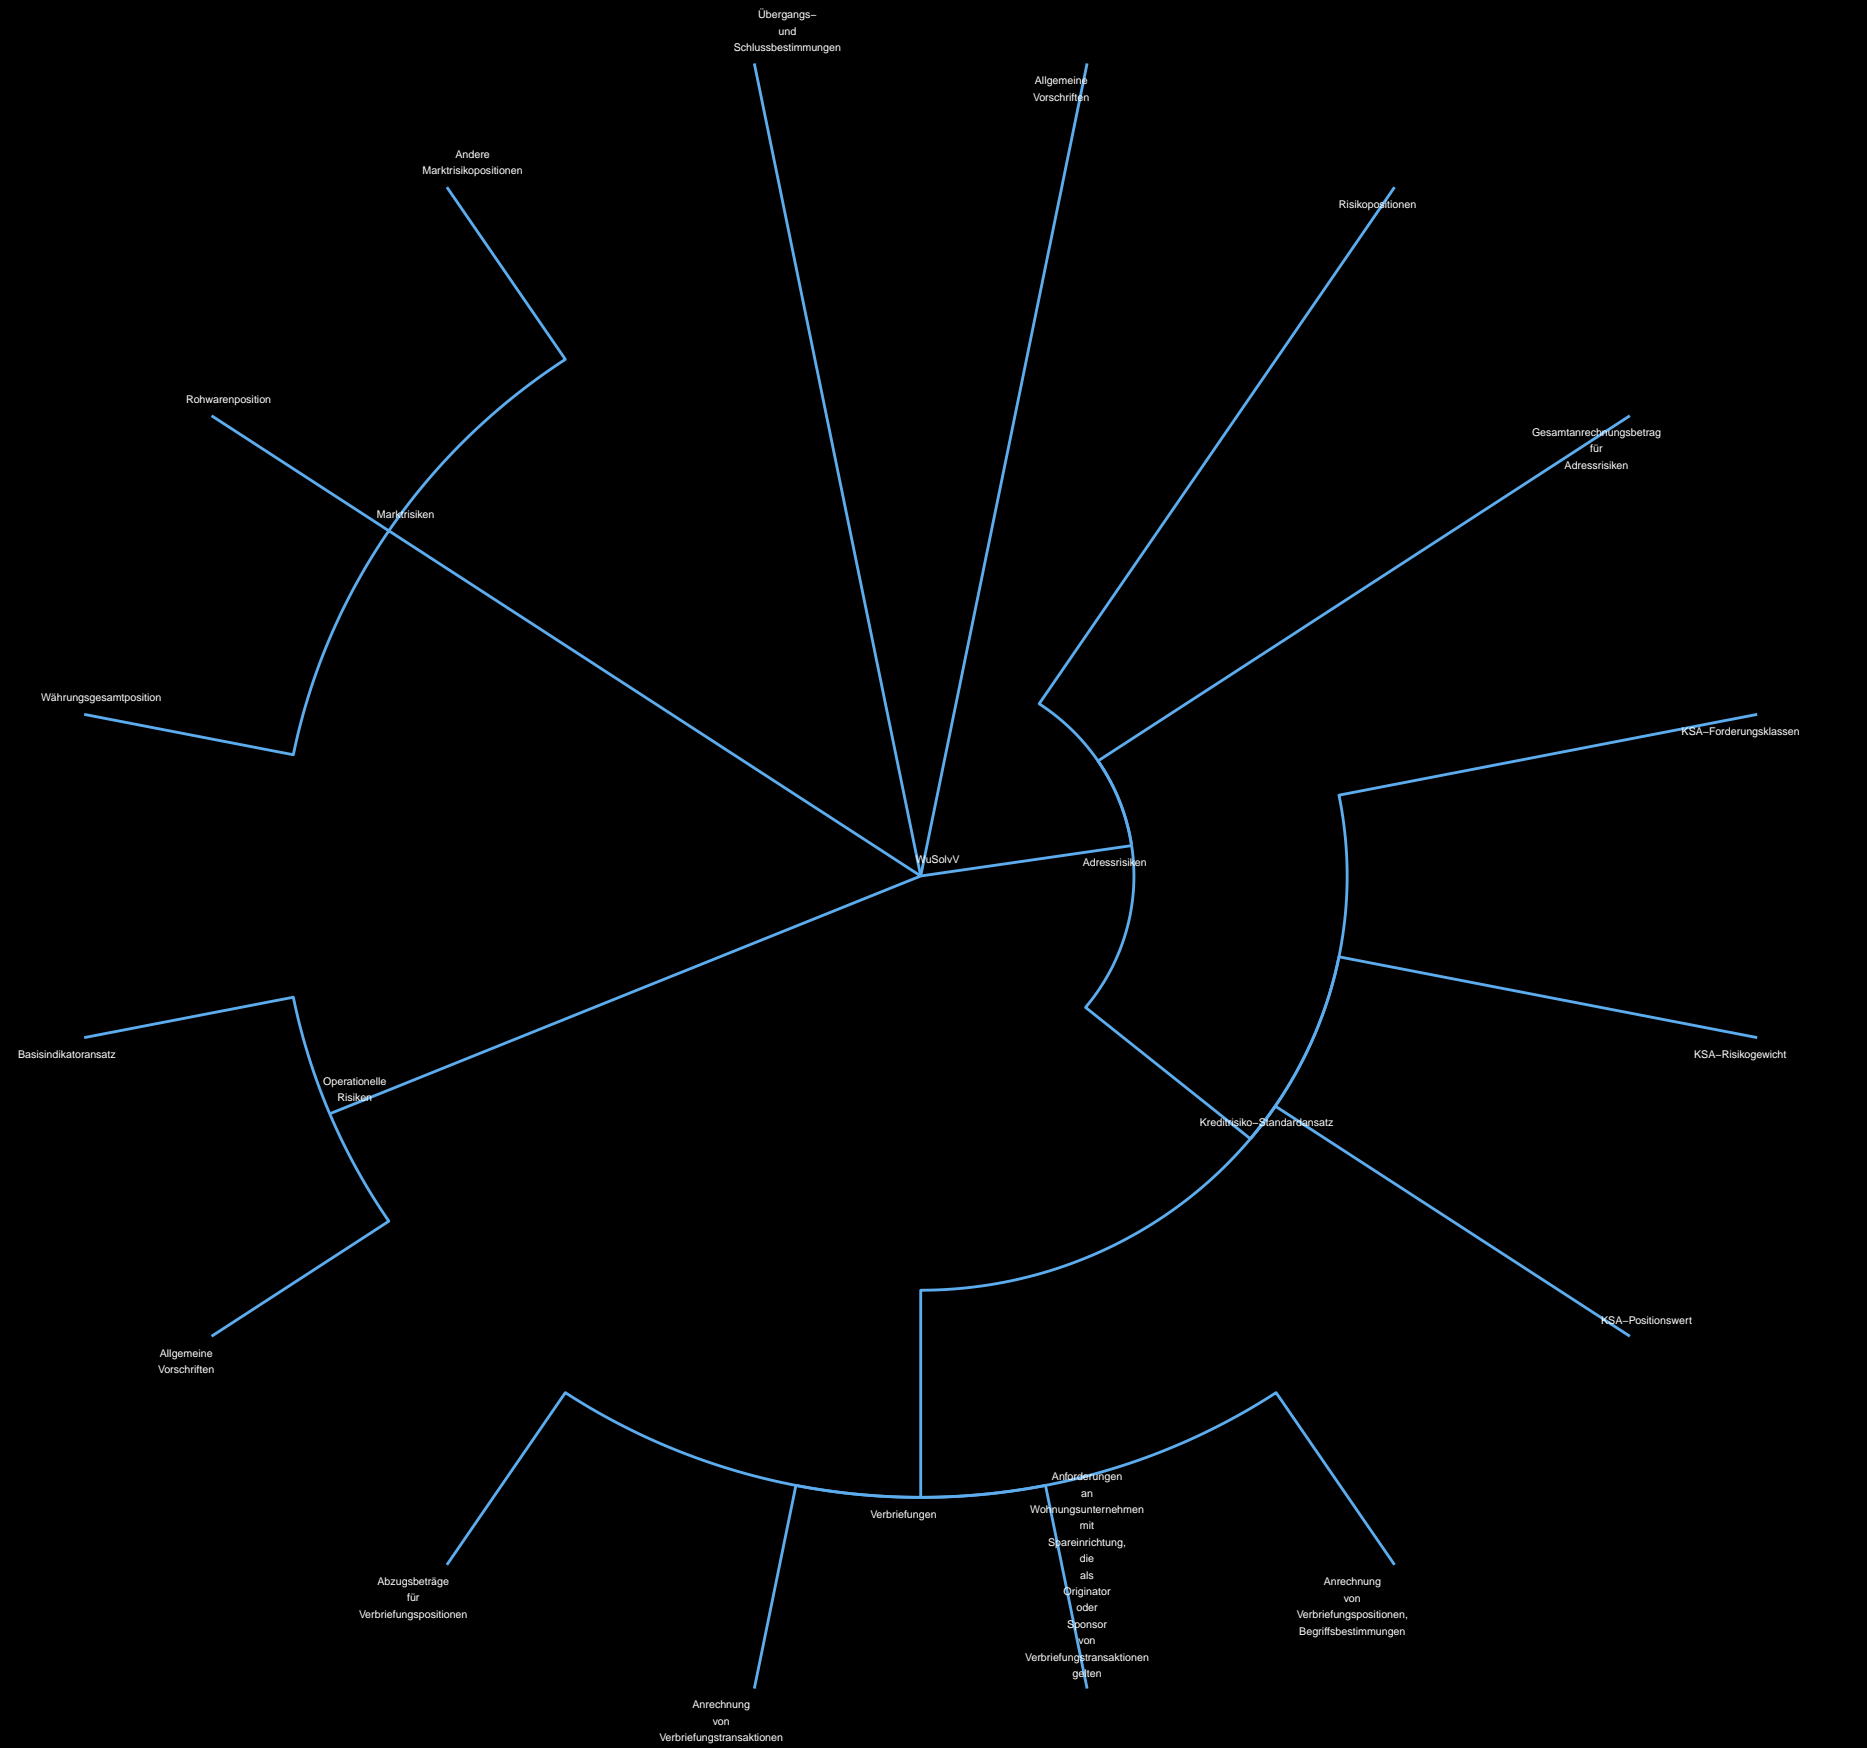 Übergangs–
und
Schlussbestimmungen
Allgemeine
Vorschriften
Andere
Marktrisikopositionen
Risikopositionen
Rohwarenposition
Gesamtanrechnungsbetrag
für
Adressrisiken
Marktrisiken
Währungsgesamtposition
KSA–Forderungsklassen
WuSolvV
Adressrisiken
Basisindikatoransatz
KSA–Risikogewicht
Operationelle
Risiken
Kreditrisiko–Standardansatz
KSA–Positionswert
Allgemeine
Vorschriften
Verbriefungen
Anforderungen
an
Wohnungsunternehmen
mit
Spareinrichtung,
die
als
Originator
oder
Sponsor
von
Verbriefungstransaktionen
gelten
Abzugsbeträge
für
Verbriefungspositionen
Anrechnung
von
Verbriefungspositionen,
Begriffsbestimmungen
Anrechnung
von
Verbriefungstransaktionen